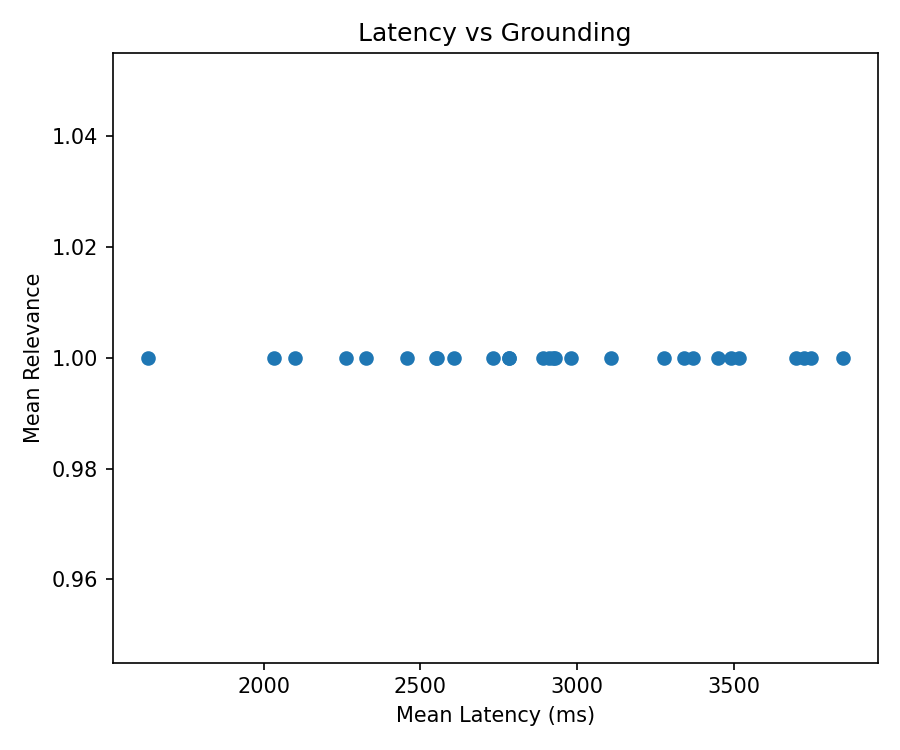 Latency vs Grounding
1.04
1.02
1.00
0.98
0.96
Mean Relevance
2000 2500 3000 3500
Mean Latency (ms)